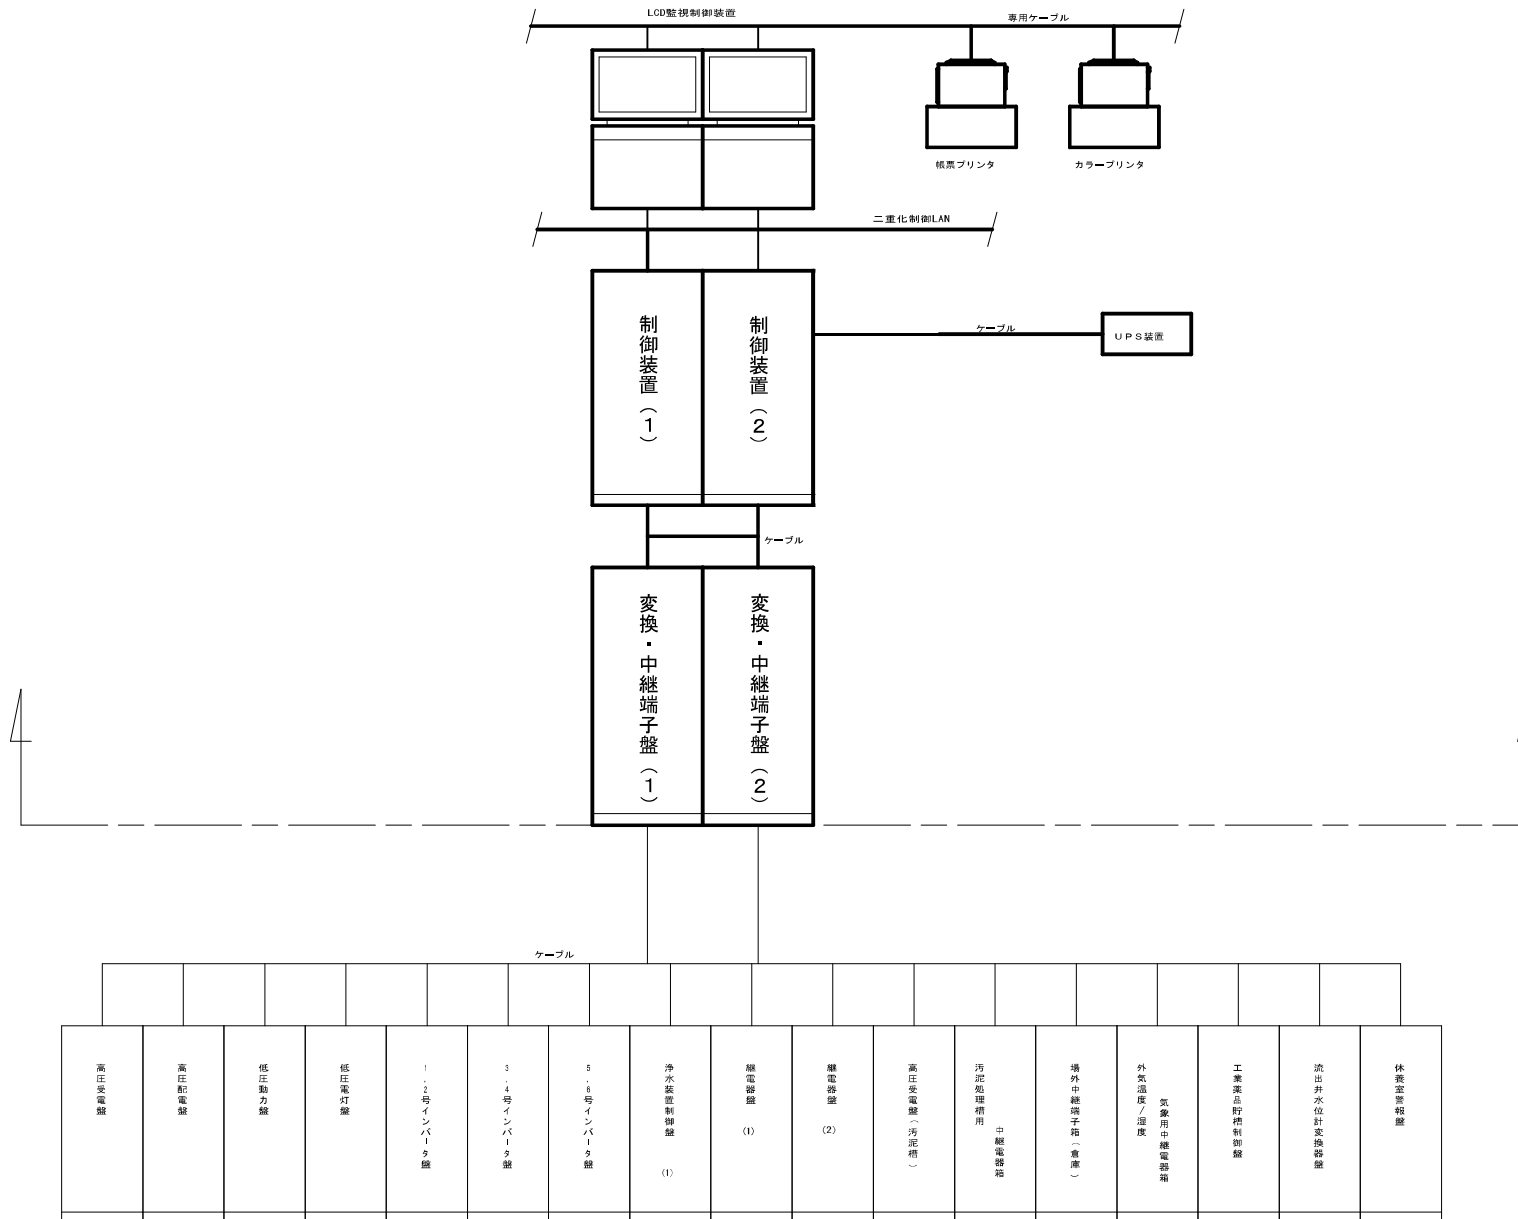 LCD監視制御装置
専用ケーブル
帳票プリンタ
カラープリンタ
二重化制御LAN
制御装置(1)
制御装置(2)
ケーブル
UPS装置
ケーブル
変換・中継端子盤(1)
変換・中継端子盤(2)
ケーブル
高圧受電盤
高圧配電盤
低圧動力盤
低圧電灯盤
1,2号インバータ盤
3,4号インバータ盤
5,6号インバータ盤
浄水装置制御盤(1)
継電器盤(1)
継電器盤(2)
高圧受電盤(汚泥槽)
汚泥処理槽用
中継電器箱
場外中継端子箱(倉庫)
外気温度/湿度
気象用中継電器箱
工業薬品貯槽制御盤
流出井水位計変換器盤
休養室警報盤